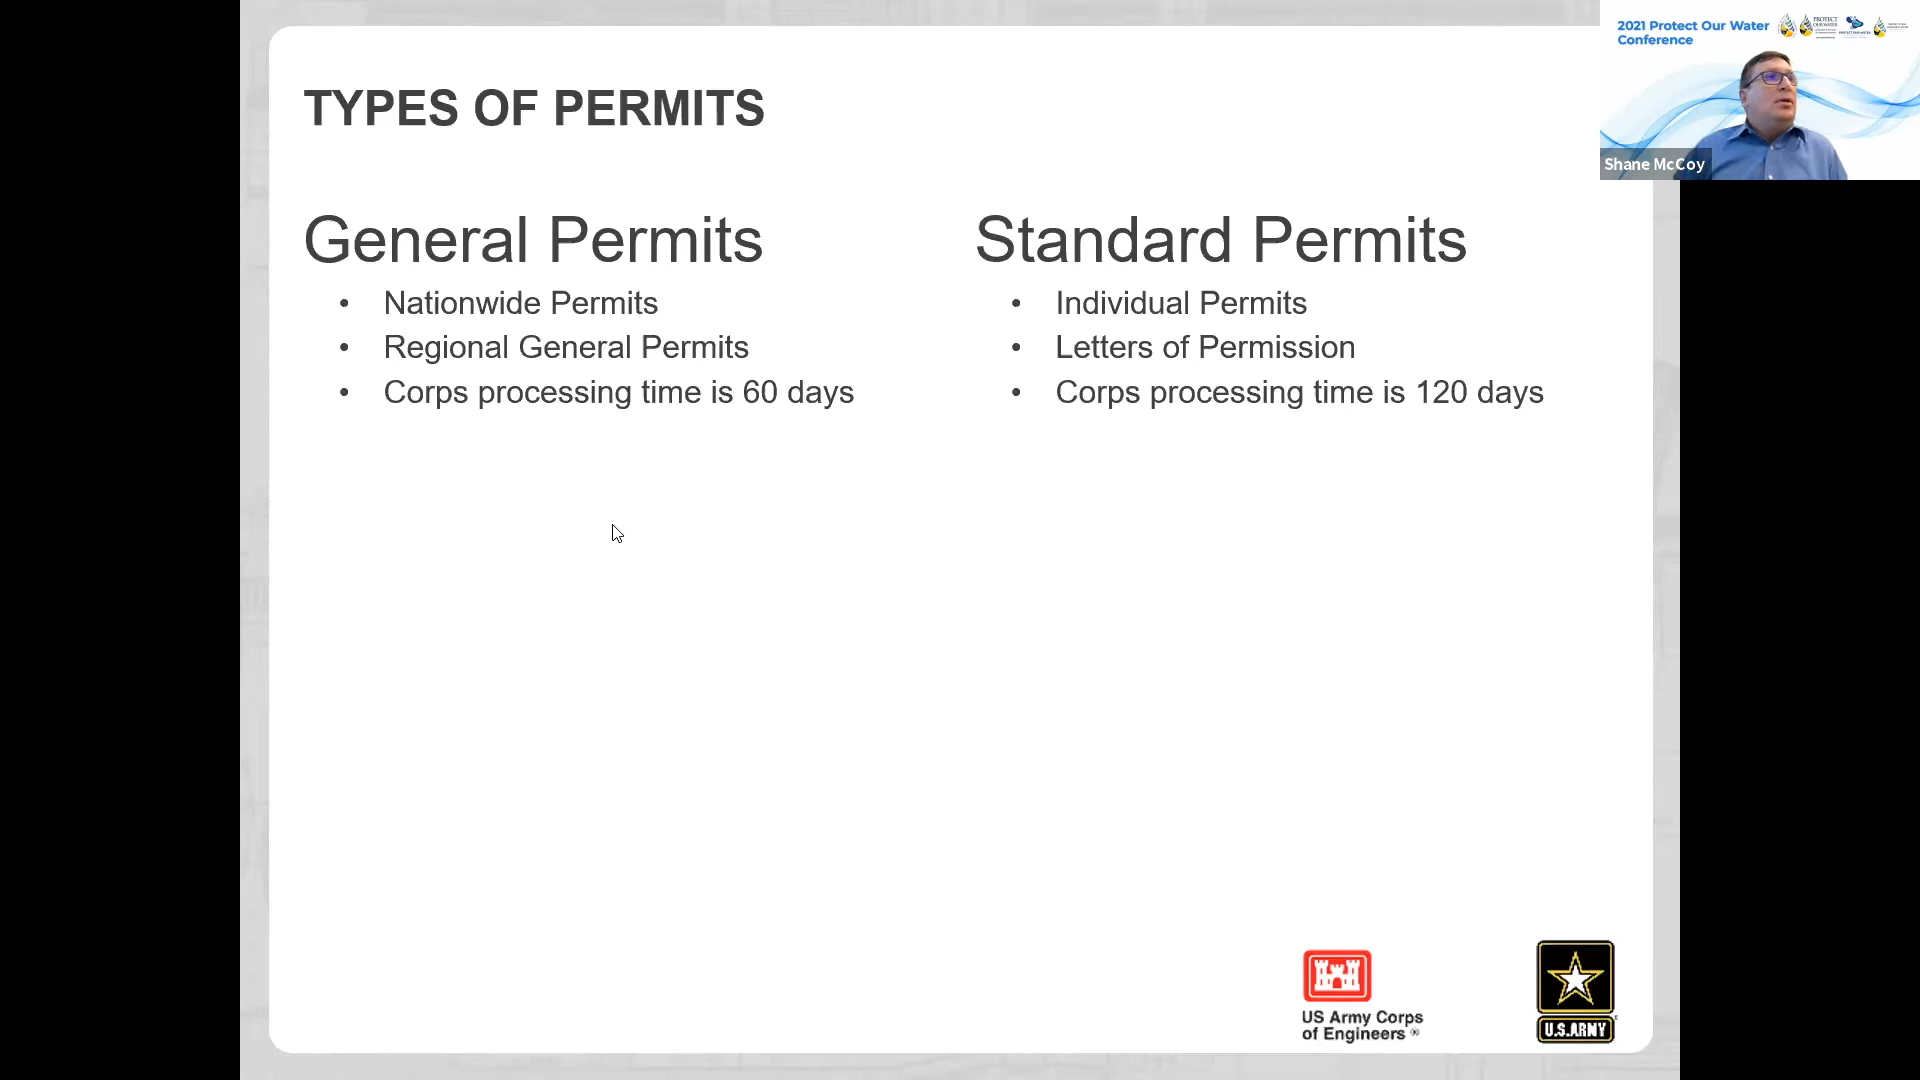 TYPES OF PERMITS
General Permits
• Nationwide Permits
• Regional General Permits
• Corps processing time is 60 days
Standard Permits
• Individual Permits
• Letters of Permission
• Corps processing time is 120 days
US Army Corps
of Engineers ®
U.S.ARMY
2021 Protect Our Water
Conference
Shane McCoy